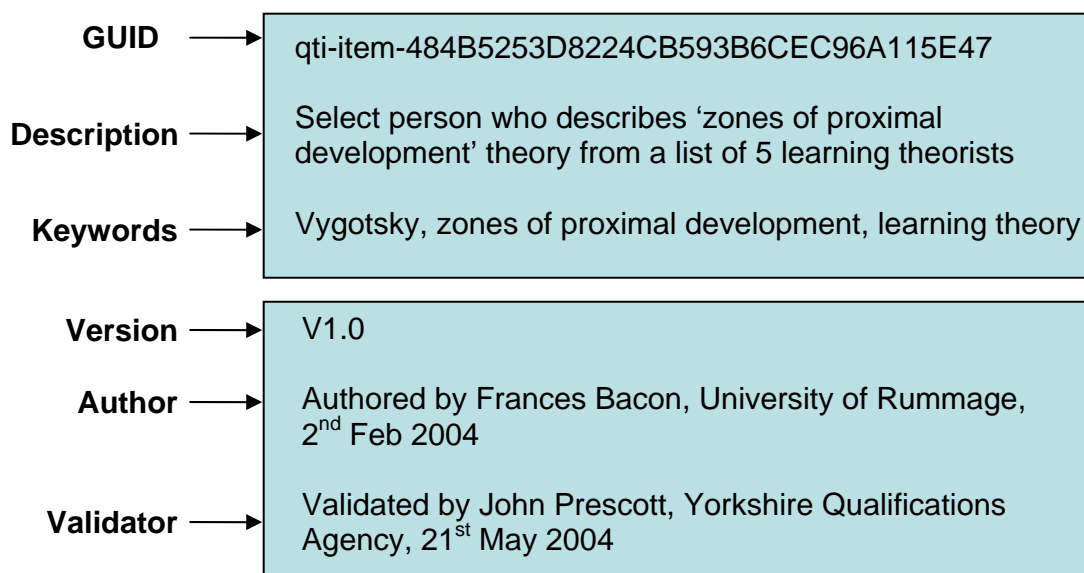 GUID
qti-item-484B5253D8224CB593B6CEC96A115E47
Description
Select person who describes ‘zones of proximal
development’ theory from a list of 5 learning theorists
Keywords
Vygotsky, zones of proximal development, learning theory
Version
V1.0
Author
Authored by Frances Bacon, University of Rummage,
2nd Feb 2004
Validator
Validated by John Prescott, Yorkshire Qualifications
Agency, 21st May 2004